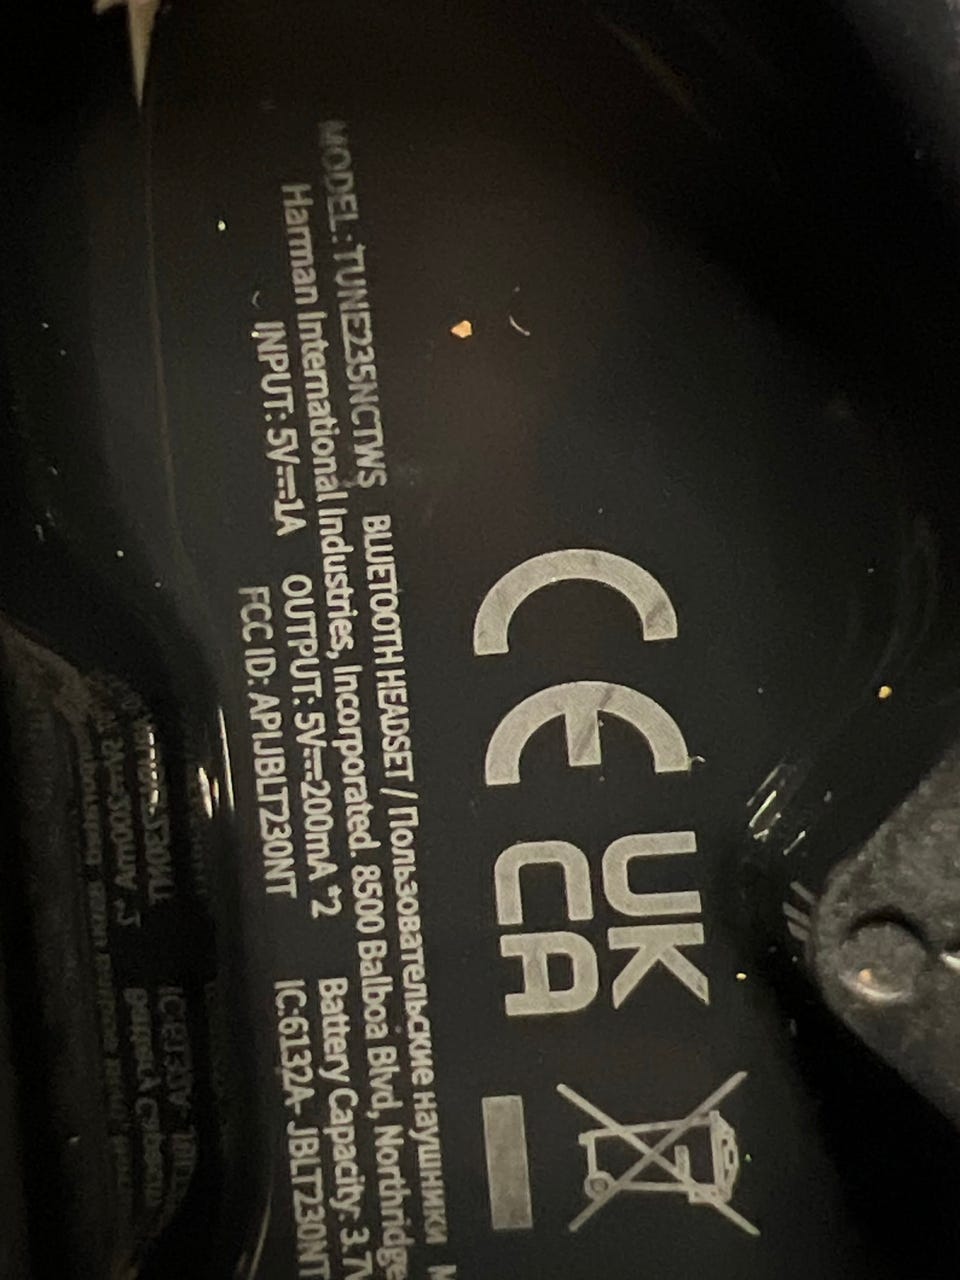 CE UK
CA
MODEL: TUNE235NCTWS BLUETOOTH HEADSET / Пользовательские наушники
Harman International Industries, Incorporated. 8500 Balboa Blvd, Northridge
INPUT: 5V⎓1A OUTPUT: 5V⎓200mA *2 Battery Capacity: 3.7V
FCC ID: APIJBLT230NT IC:6132A- JBLT230NT